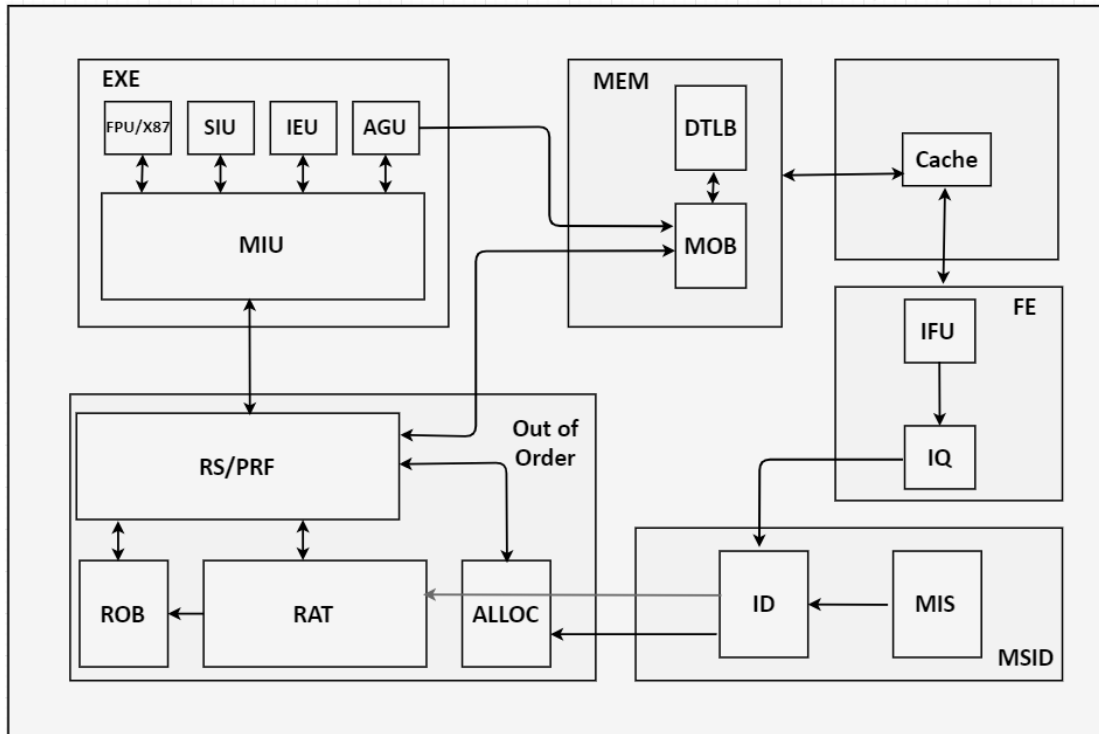 EXE
FPU/X87
SIU
IEU
AGU
MIU
MEM
DTLB
MOB
Cache
FE
IFU
IQ
Out of
Order
RS/PRF
ROB
RAT
ALLOC
ID
MIS
MSID